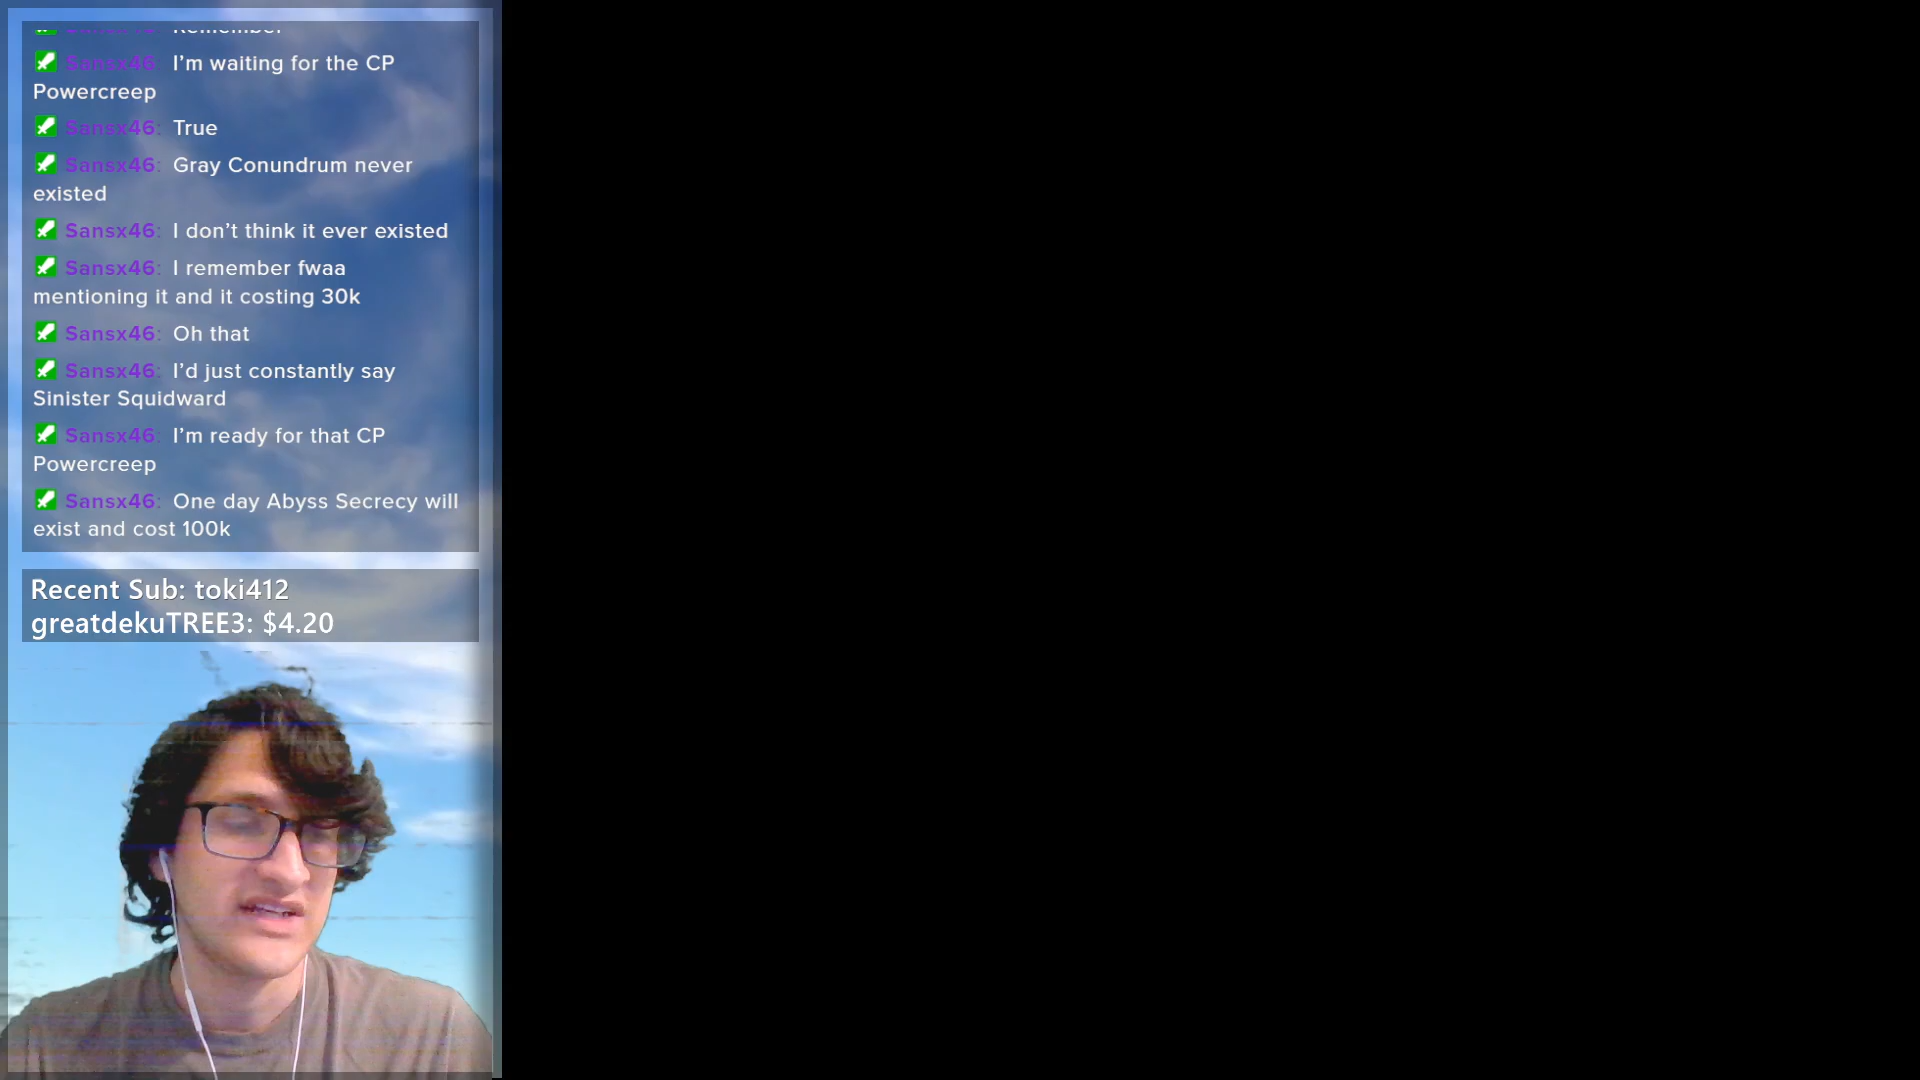 Remember
Sansx46: I'm waiting for the CP
Powercreep
Sansx46: True
Sansx46: Gray Conundrum never
existed
Sansx46: I don't think it ever existed
Sansx46: I remember fwaa
mentioning it and it costing 30k
Sansx46: Oh that
Sansx46: I'd just constantly say
Sinister Squidward
Sansx46: I'm ready for that CP
Powercreep
Sansx46: One day Abyss Secrecy will
exist and cost 100k
Recent Sub: toki412
greatdekuTREE3: $4.20